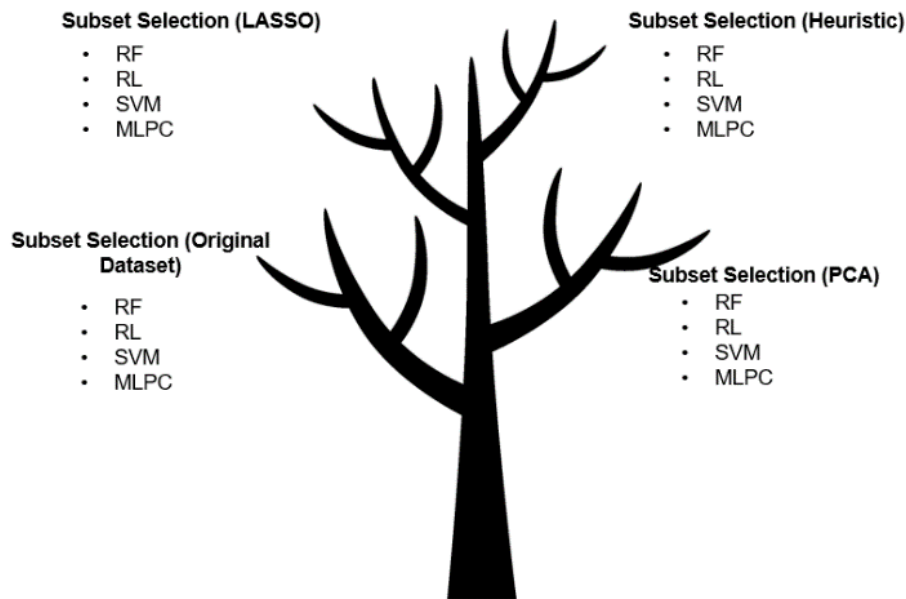 Subset Selection (LASSO)
• RF
• RL
• SVM
• MLPC
Subset Selection (Heuristic)
• RF
• RL
• SVM
• MLPC
Subset Selection (Original
Dataset)
• RF
• RL
• SVM
• MLPC
Subset Selection (PCA)
• RF
• RL
• SVM
• MLPC